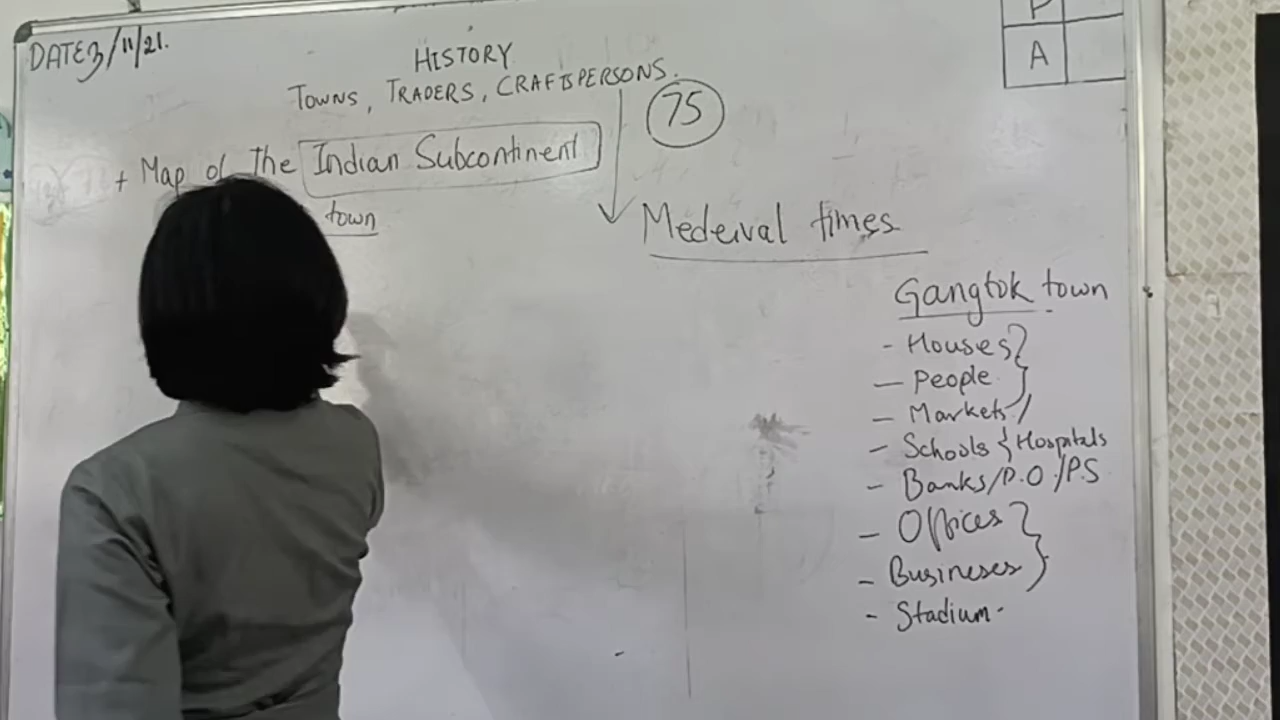 DATE 3/11/21.
HISTORY
TOWNS, TRADERS, CRAFTSPERSONS.
75
+ Map of the Indian Subcontinent
town
Medeival times
Gangtok town
- Houses
- People
- Markets
- Schools & Hospitals
- Banks/P.O./P.S
- Offices
- Busineses
- Stadium.
P
A